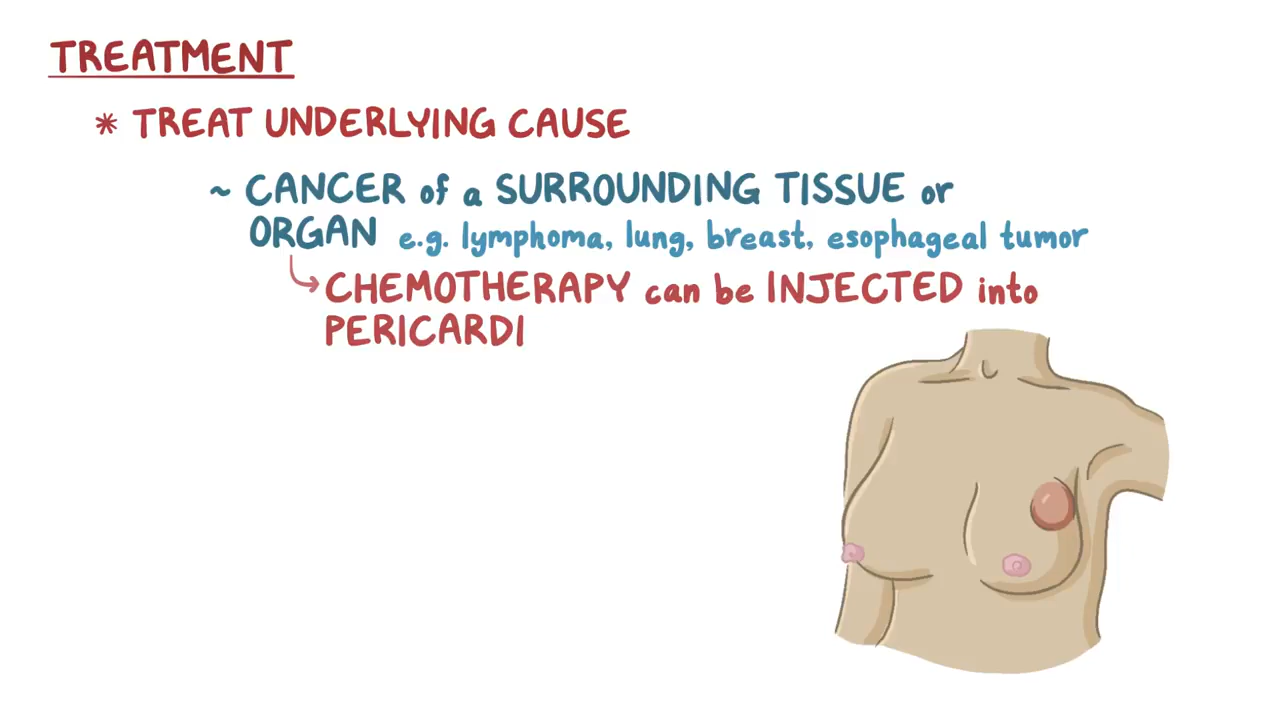 TREATMENT
* TREAT UNDERLYING CAUSE
~ CANCER of a SURROUNDING TISSUE or
ORGAN e.g. lymphoma, lung, breast, esophageal tumor
CHEMOTHERAPY can be INJECTED into
PERICARDI